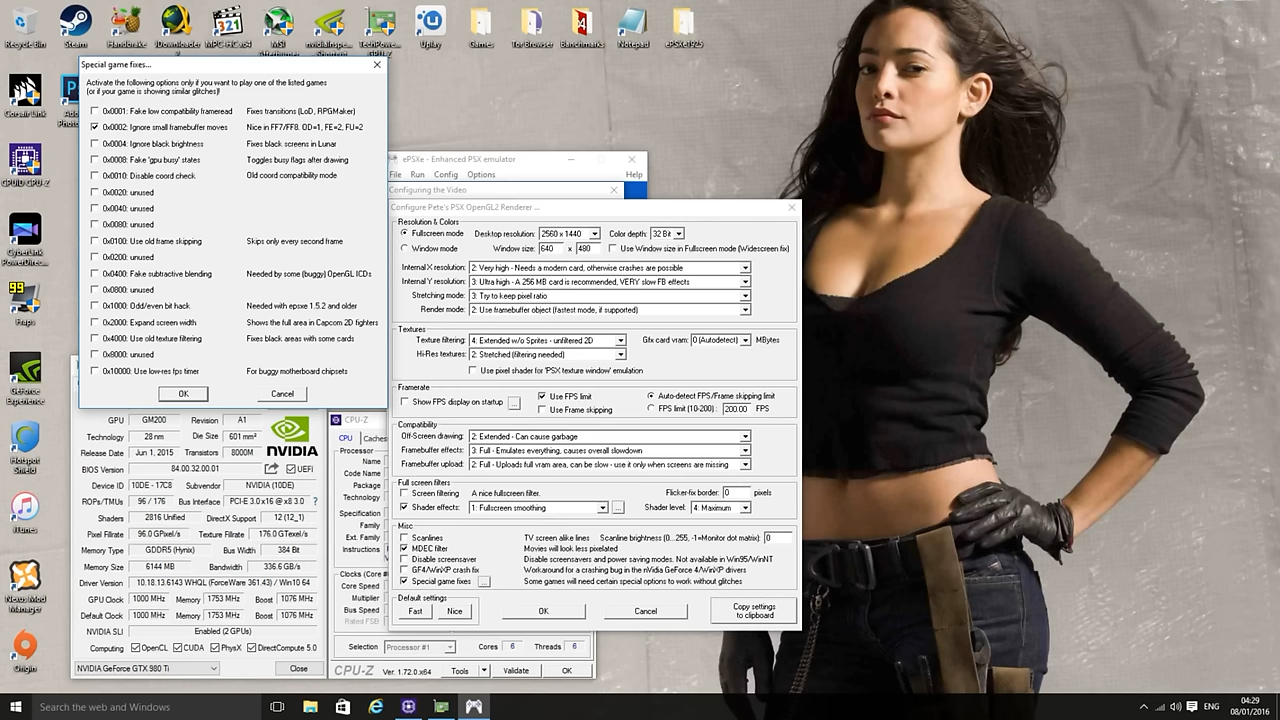 Recycle Bin
Steam
Handbrake
JDownloader
MPC-HC x64
MSI
Afterburner
nvidiaInspe...
TechPowe...
GPU-Z
Uplay
Games
Tor Browser
Banchmarks
Notepad
ePSXe1925
Corsair Link
CPUID CPU-Z
CyberLink
PowerDirec...
99
Fraps
GeForce
Experience
Hotspot
Shield
iTunes
Nexus Mod
Manager
Origin
Special game fixes...
Activate the following options only if you want to play one of the listed games
(or if your game is showing similar glitches)!
0x0001: Fake low compatibility frameread Fixes transitions (LoD, RPGMaker)
0x0002: Ignore small framebuffer moves Nice in FF7/FF8. OD=1, FE=2, FU=2
0x0004: Ignore black brightness Fixes black screens in Lunar
0x0008: Fake 'gpu busy' states Toggles busy flags after drawing
0x0010: Disable coord check Old coord compatibility mode
0x0020: unused
0x0040: unused
0x0080: unused
0x0100: Use old frame skipping Skips only every second frame
0x0200: unused
0x0400: Fake subtractive blending Needed by some (buggy) OpenGL ICDs
0x0800: unused
0x1000: Odd/even bit hack Needed with epsxe 1.5.2 and older
0x2000: Expand screen width Shows the full area in Capcom 2D fighters
0x4000: Use old texture filtering Fixes black areas with some cards
0x8000: unused
0x10000: Use low-res fps timer For buggy motherboard chipsets
OK Cancel
ePSXe - Enhanced PSX emulator
File Run Config Options Help
Configuring the Video
Configure Pete's PSX OpenGL2 Renderer ...
Resolution & Colors
Fullscreen mode Desktop resolution: 2560 x 1440 Color depth: 32 Bit
Window mode Window size: 640 x 480 Use Window size in Fullscreen mode (Widescreen fix)
Internal X resolution: 2: Very high - Needs a modern card, otherwise crashes are possible
Internal Y resolution: 3: Ultra high - A 256 MB card is recommended, VERY slow FB effects
Stretching mode: 3: Try to keep pixel ratio
Render mode: 2: Use framebuffer object (fastest mode, if supported)
Textures
Texture filtering: 4: Extended w/o Sprites - unfiltered 2D Gfx card vram: 0 (Autodetect) MBytes
Hi-Res textures: 2: Stretched (filtering needed)
Use pixel shader for 'PSX texture window' emulation
Framerate
Show FPS display on startup ... Use FPS limit Auto-detect FPS/Frame skipping limit
Use Frame skipping FPS limit (10-200) : 200.00 FPS
Compatibility
Off-Screen drawing: 2: Extended - Can cause garbage
Framebuffer effects: 3: Full - Emulates everything, causes overall slowdown
Framebuffer upload: 2: Full - Uploads full vram area, can be slow - use it only when screens are missing
Full screen filters
Screen filtering A nice fullscreen filter. Flicker-fix border: 0 pixels
Shader effects: 1: Fullscreen smoothing ... Shader level: 4: Maximum
Misc
Scanlines TV screen alike lines Scanline brightness (0...255, -1=Monitor dot matrix): 0
MDEC filter Movies will look less pixelated
Disable screensaver Disable screensavers and power saving modes. Not available in Win95/WinNT
GF4/WinXP crash fix Workaround for a crashing bug in the nVidia GeForce 4/WinXP drivers
Special game fixes ... Some games will need certain special options to work without glitches
Default settings
Fast Nice OK Cancel Copy settings
to clipboard
GPU GM200 Revision A1
Technology 28 nm Die Size 601 mm²
Release Date Jun 1, 2015 Transistors 8000M
NVIDIA
BIOS Version 84.00.32.00.01 UEFI
Device ID 10DE - 17C8 Subvendor NVIDIA (10DE)
ROPs/TMUs 96 / 176 Bus Interface PCI-E 3.0 x16 @ x8 3.0 ?
Shaders 2816 Unified DirectX Support 12 (12_1)
Pixel Fillrate 96.0 GPixel/s Texture Fillrate 176.0 GTexel/s
Memory Type GDDR5 (Hynix) Bus Width 384 Bit
Memory Size 6144 MB Bandwidth 336.6 GB/s
Driver Version 10.18.13.6143 WHQL (ForceWare 361.43) / Win10 64
GPU Clock 1000 MHz Memory 1753 MHz Boost 1076 MHz
Default Clock 1000 MHz Memory 1753 MHz Boost 1076 MHz
NVIDIA SLI Enabled (2 GPUs)
Computing OpenCL CUDA PhysX DirectCompute 5.0
NVIDIA GeForce GTX 980 Ti Close
CPU-Z
CPU Caches
Processor
Name
Code Name
Package
Technology
Specification
Family
Ext. Family
Instructions
Clocks (Core #
Core Speed
Multiplier
Bus Speed
Rated FSB
Selection Processor #1 Cores 6 Threads 6
CPU-Z Ver. 1.72.0.x64 Tools Validate OK
Search the web and Windows
ENG
04:29
08/01/2016